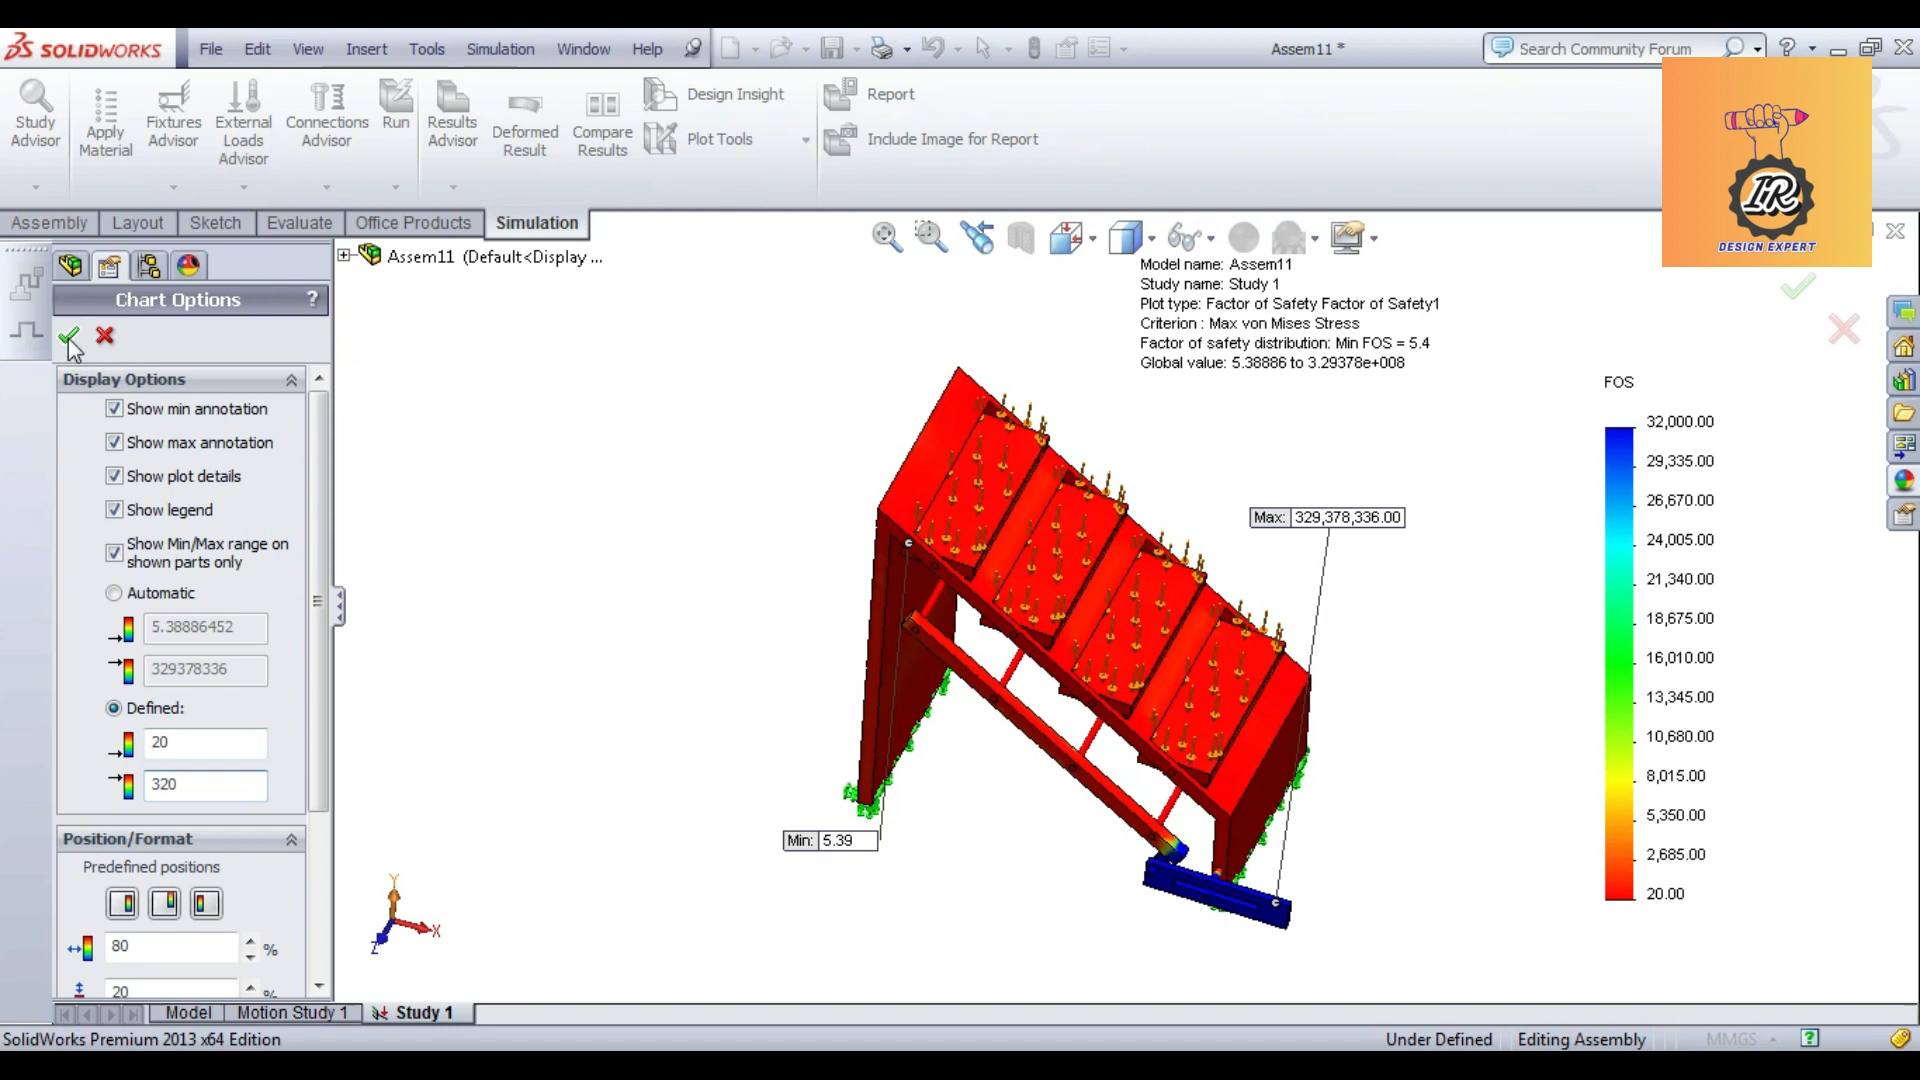 SOLIDWORKS
File Edit View Insert Tools Simulation Window Help
Assem11 *
Search Community Forum
Study Advisor
Apply Material
Fixtures Advisor
External Loads Advisor
Connections Advisor
Run
Results Advisor
Deformed Result
Compare Results
Design Insight
Plot Tools
Report
Include Image for Report
IR
DESIGN EXPERT
Assembly Layout Sketch Evaluate Office Products Simulation
Assem11 (Default<Display ...
Chart Options ?
Display Options
Show min annotation
Show max annotation
Show plot details
Show legend
Show Min/Max range on
shown parts only
Automatic
5.38886452
329378336
Defined:
20
320
Position/Format
Predefined positions
80 %
20 %
Model name: Assem11
Study name: Study 1
Plot type: Factor of Safety Factor of Safety1
Criterion : Max von Mises Stress
Factor of safety distribution: Min FOS = 5.4
Global value: 5.38886 to 3.29378e+008
Max: 329,378,336.00
Min: 5.39
FOS
32,000.00
29,335.00
26,670.00
24,005.00
21,340.00
18,675.00
16,010.00
13,345.00
10,680.00
8,015.00
5,350.00
2,685.00
20.00
Y
X
Z
Model Motion Study 1 Study 1
SolidWorks Premium 2013 x64 Edition
Under Defined Editing Assembly MMGS